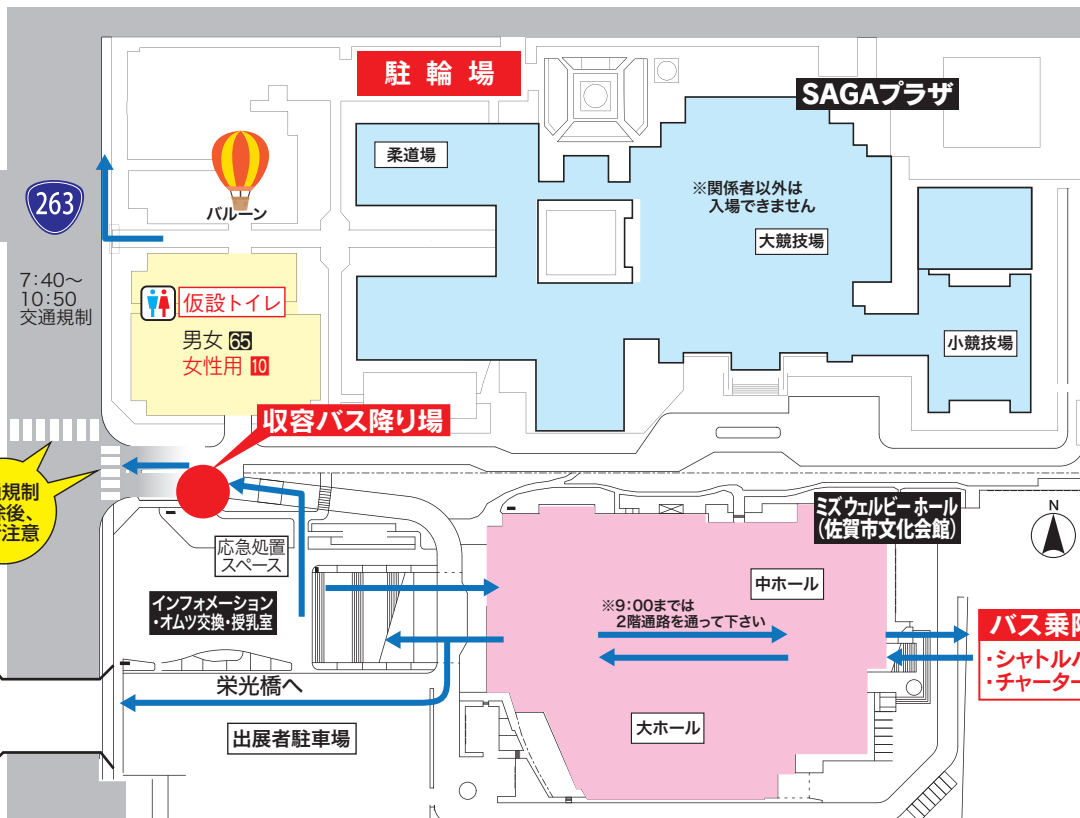 駐輪場
SAGAプラザ
柔道場
263
バルーン
※関係者以外は
入場できません
大競技場
7:40～
10:50
交通規制
仮設トイレ
男女 65
女性用 10
小競技場
収容バス降り場
規制
後、
注意
ミズウェルビーホール
（佐賀市文化会館）
N
応急処置
スペース
中ホール
インフォメーション
・オムツ交換・授乳室
※9:00までは
2階通路を通って下さい
バス乗降
・シャトルバ
・チャーター
栄光橋へ
出展者駐車場
大ホール